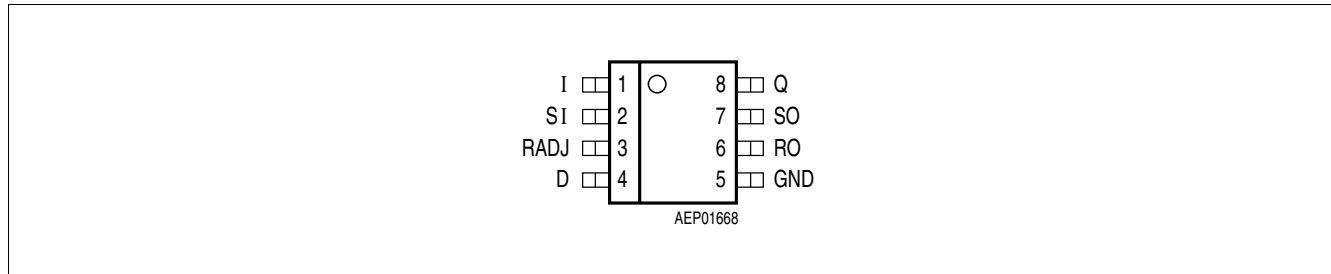 I 1 8 Q
SI 2 7 SO
RADJ 3 6 RO
D 4 5 GND
AEP01668